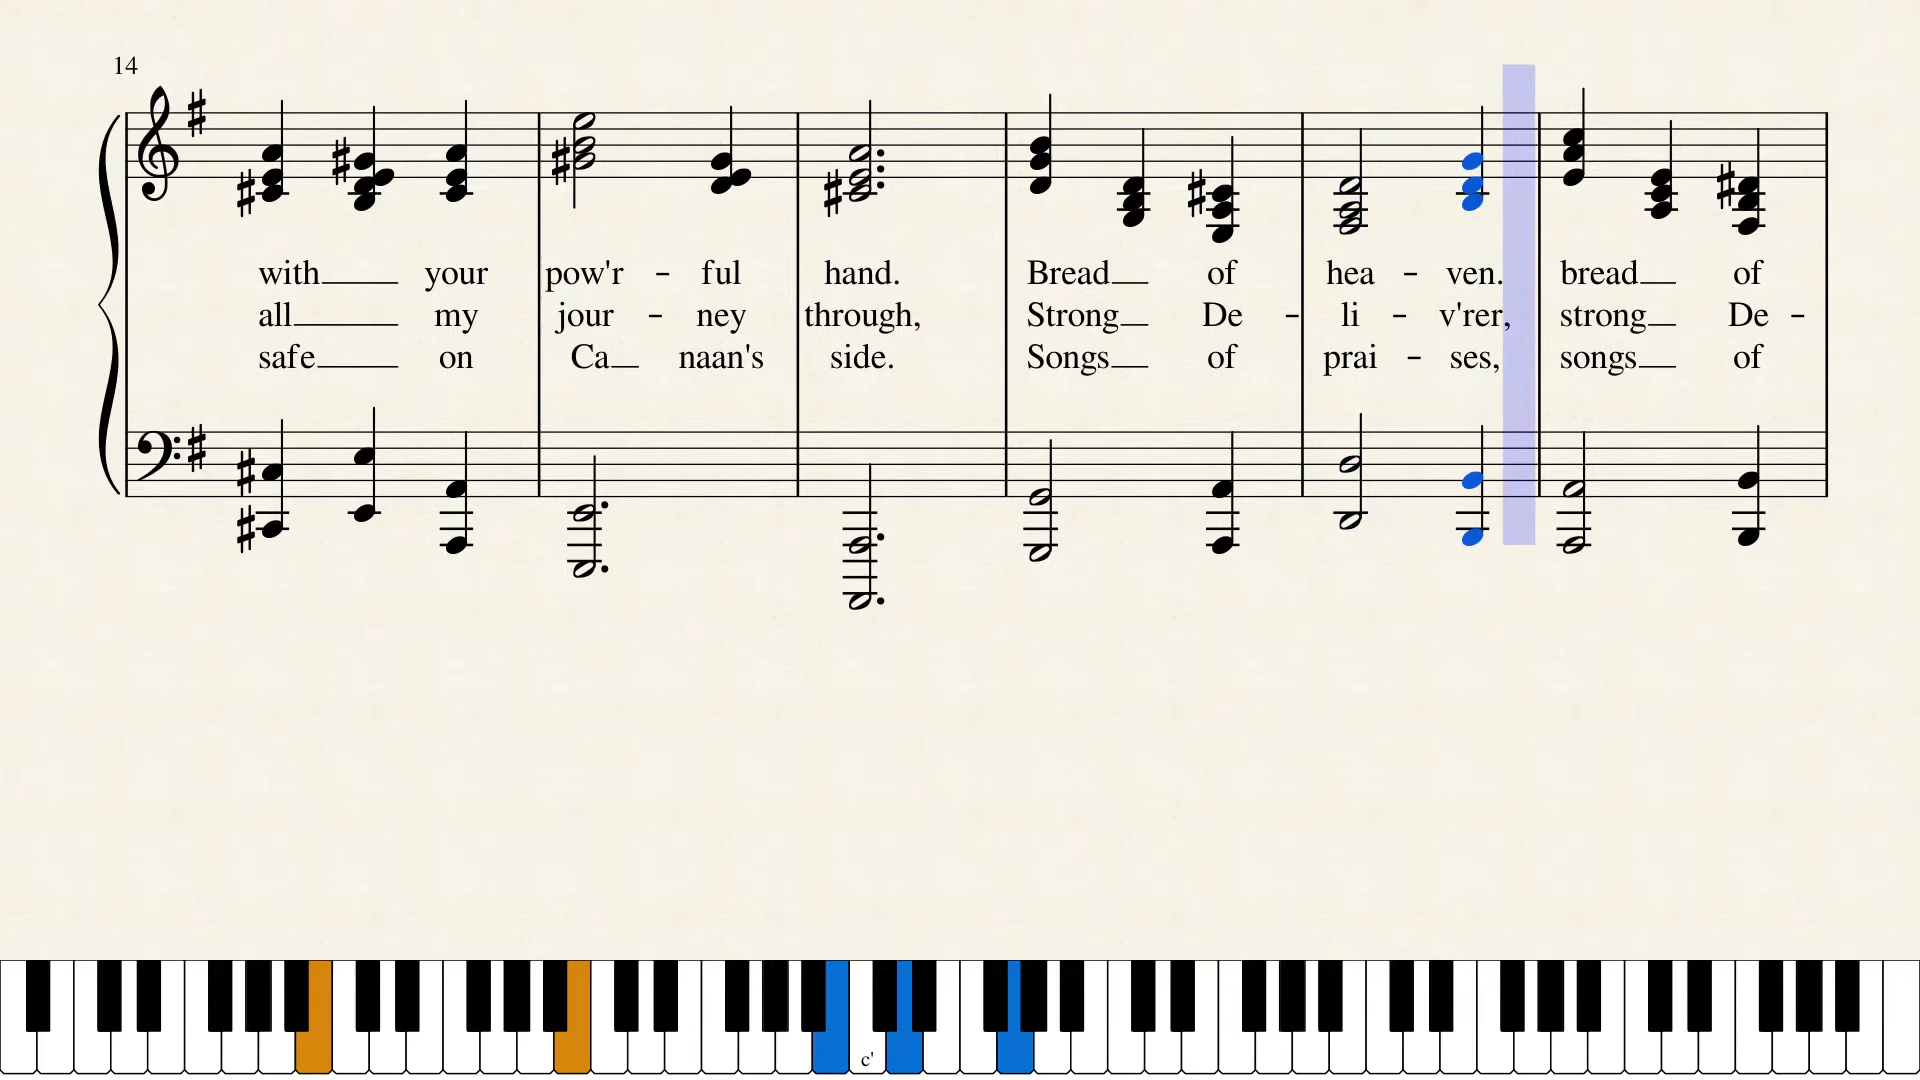 14
with your pow'r - ful hand. Bread of hea - ven. bread of
all my jour - ney through, Strong De - li - v'rer, strong De -
safe on Ca naan's side. Songs of prai - ses, songs of
c'